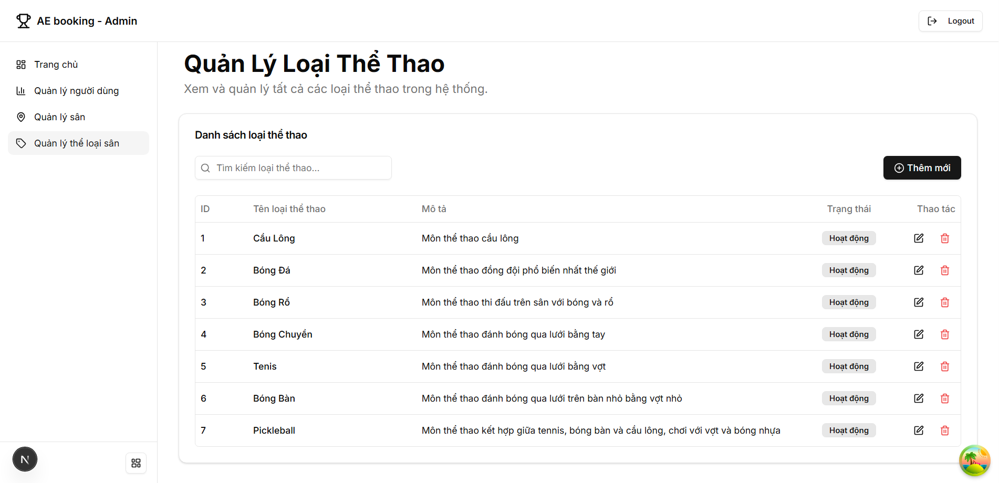 AE booking - Admin
Logout
Trang chủ
Quản lý người dùng
Quản lý sân
Quản lý thể loại sân
N
Quản Lý Loại Thể Thao
Xem và quản lý tất cả các loại thể thao trong hệ thống.
Danh sách loại thể thao
Tìm kiếm loại thể thao...
Thêm mới
ID Tên loại thể thao Mô tả Trạng thái Thao tác
1 Cầu Lông Môn thể thao cầu lông Hoạt động
2 Bóng Đá Môn thể thao đồng đội phổ biến nhất thế giới Hoạt động
3 Bóng Rổ Môn thể thao thi đấu trên sân với bóng và rổ Hoạt động
4 Bóng Chuyền Môn thể thao đánh bóng qua lưới bằng tay Hoạt động
5 Tenis Môn thể thao đánh bóng qua lưới bằng vợt Hoạt động
6 Bóng Bàn Môn thể thao đánh bóng qua lưới trên bàn nhỏ bằng vợt nhỏ Hoạt động
7 Pickleball Môn thể thao kết hợp giữa tennis, bóng bàn và cầu lông, chơi với vợt và bóng nhựa Hoạt động